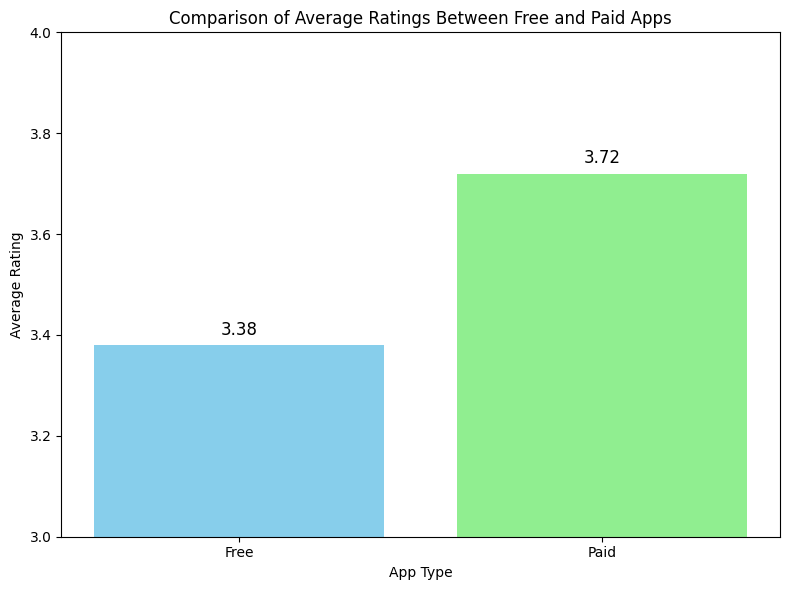 Comparison of Average Ratings Between Free and Paid Apps
4.0
3.8
3.6
3.4
3.2
3.0
Average Rating
3.38
3.72
Free
Paid
App Type